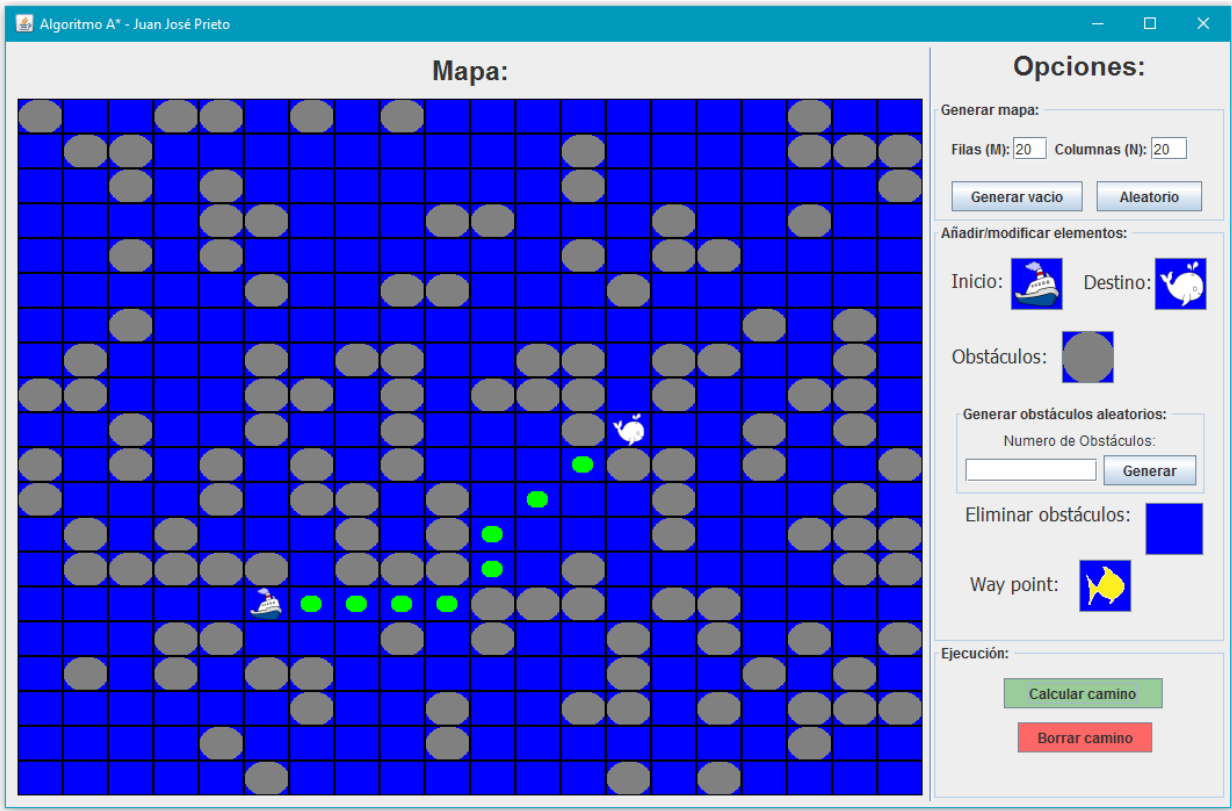 Algoritmo A* - Juan José Prieto
Mapa:
Opciones:
Generar mapa:
Filas (M): 20 Columnas (N): 20
Generar vacio Aleatorio
Añadir/modificar elementos:
Inicio: Destino:
Obstáculos:
Generar obstáculos aleatorios:
Numero de Obstáculos:
Generar
Eliminar obstáculos:
Way point:
Ejecución:
Calcular camino
Borrar camino